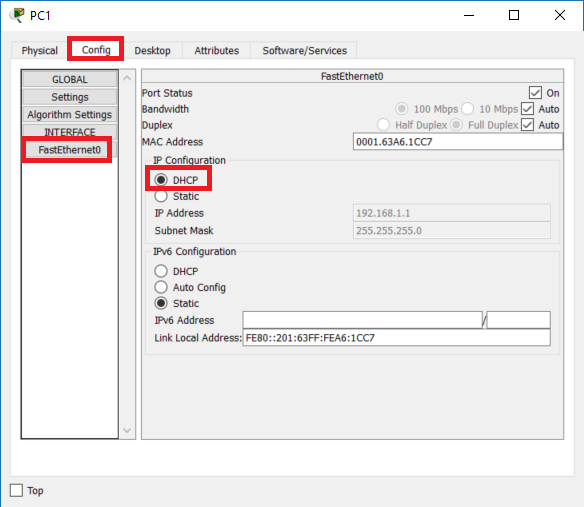 PC1
Physical Config Desktop Attributes Software/Services
GLOBAL
Settings
Algorithm Settings
INTERFACE
FastEthernet0
FastEthernet0
Port Status On
Bandwidth 100 Mbps 10 Mbps Auto
Duplex Half Duplex Full Duplex Auto
MAC Address 0001.63A6.1CC7
IP Configuration
DHCP
Static
IP Address 192.168.1.1
Subnet Mask 255.255.255.0
IPv6 Configuration
DHCP
Auto Config
Static
IPv6 Address /
Link Local Address: FE80::201:63FF:FEA6:1CC7
Top